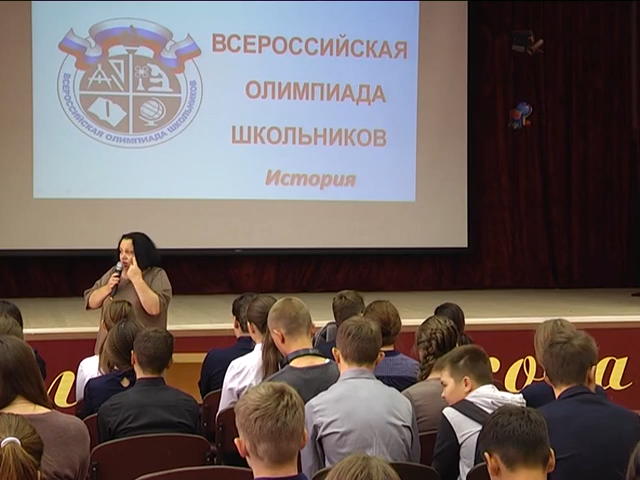 ВСЕРОССИЙСКАЯ
ОЛИМПИАДА
ШКОЛЬНИКОВ
История
ВСЕРОССИЙСКАЯ ОЛИМПИАДА ШКОЛЬНИКОВ